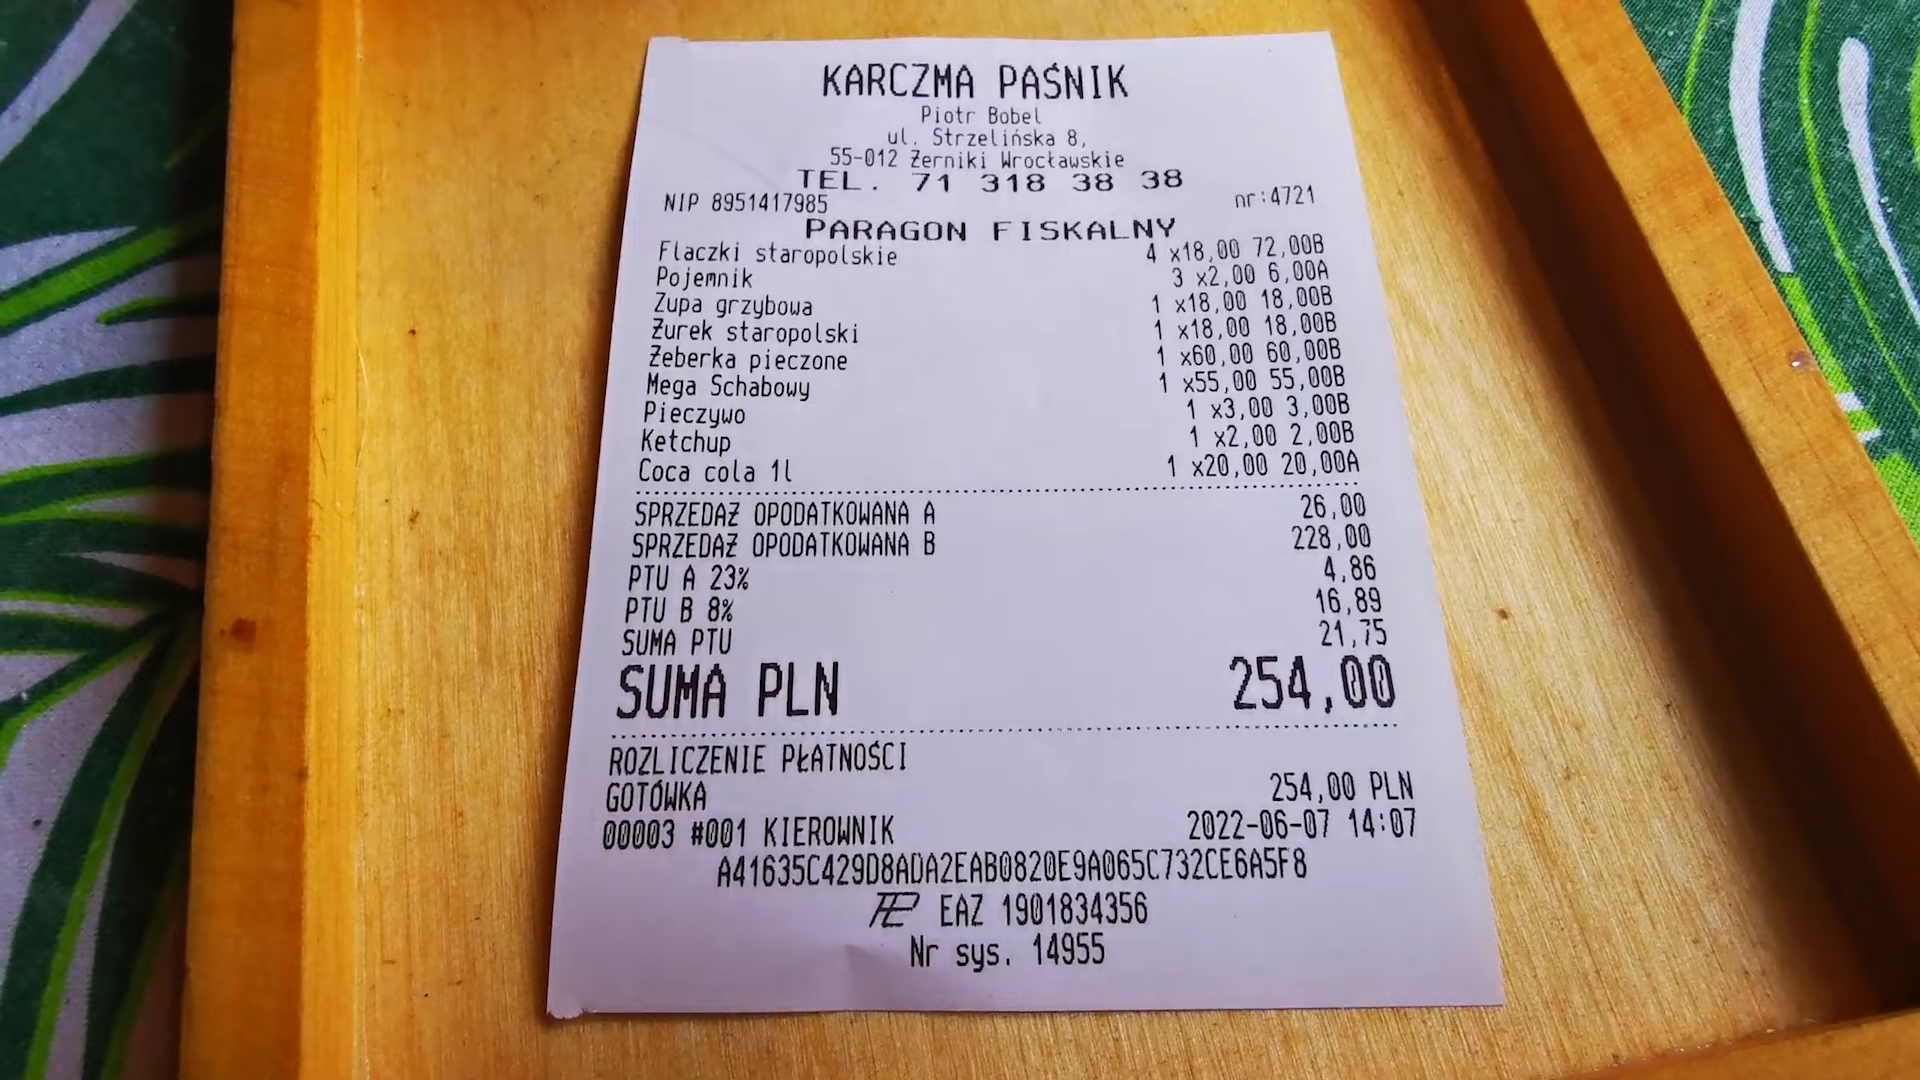 KARCZMA PAŚNIK
Piotr Bobel
ul. Strzelińska 8,
55-012 Żerniki Wrocławskie
TEL. 71 318 38 38
NIP 8951417985 nr:4721
PARAGON FISKALNY
Flaczki staropolskie 4 x18,00 72,00B
Pojemnik 3 x2,00 6,00A
Zupa grzybowa 1 x18,00 18,00B
Żurek staropolski 1 x18,00 18,00B
Żeberka pieczone 1 x60,00 60,00B
Mega Schabowy 1 x55,00 55,00B
Pieczywo 1 x3,00 3,00B
Ketchup 1 x2,00 2,00B
Coca cola 1l 1 x20,00 20,00A
SPRZEDAŻ OPODATKOWANA A 26,00
SPRZEDAŻ OPODATKOWANA B 228,00
PTU A 23% 4,86
PTU B 8% 16,89
SUMA PTU 21,75
SUMA PLN 254,00
ROZLICZENIE PŁATNOŚCI
GOTÓWKA 254,00 PLN
00003 #001 KIEROWNIK 2022-06-07 14:07
A41635C429D8ADA2EAB0820E9A065C732CE6A5F8
EAZ 1901834356
Nr sys. 14955